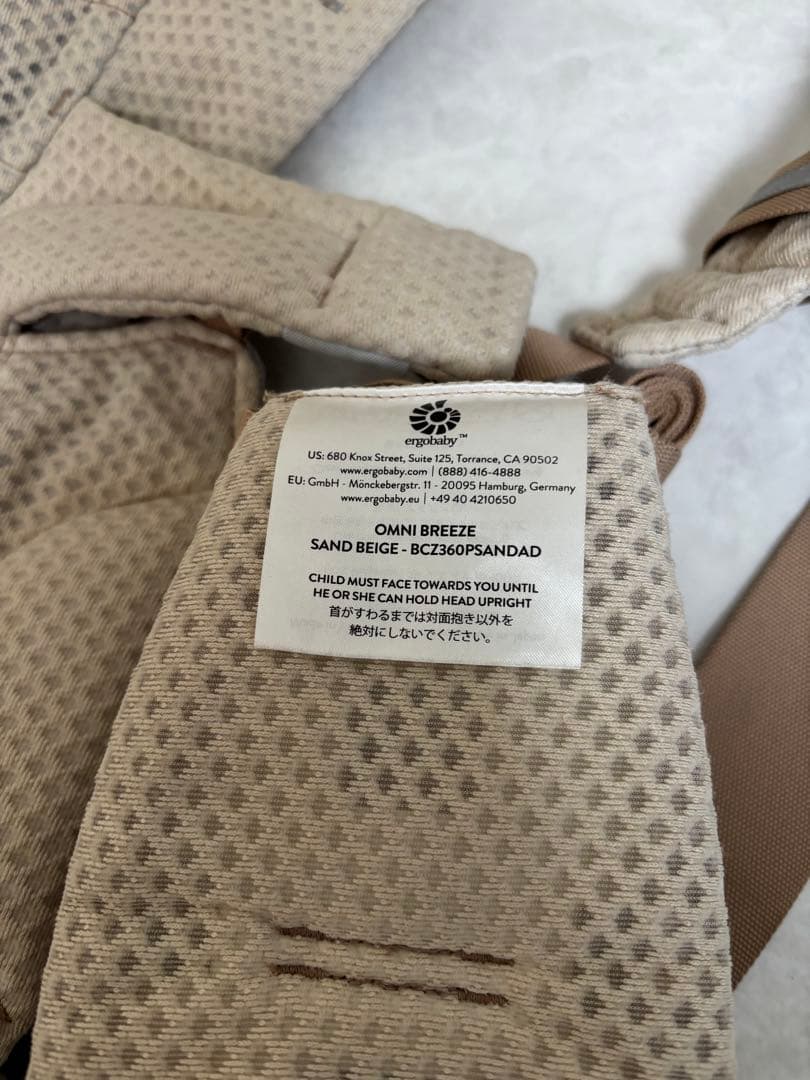 ergobaby™
US: 680 Knox Street, Suite 125, Torrance, CA 90502
www.ergobaby.com | (888) 416-4888
EU: GmbH - Mönckebergstr. 11 - 20095 Hamburg, Germany
www.ergobaby.eu | +49 40 4210650
OMNI BREEZE
SAND BEIGE - BCZ360PSANDAD
CHILD MUST FACE TOWARDS YOU UNTIL
HE OR SHE CAN HOLD HEAD UPRIGHT
首がすわるまでは対面抱き以外を
絶対にしないでください。